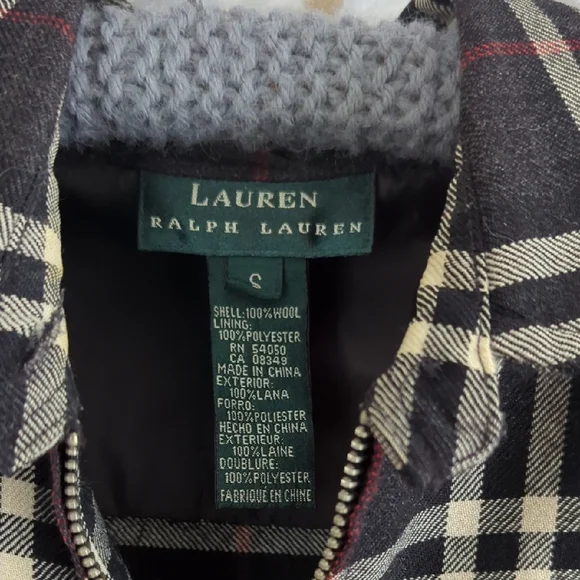 LAUREN
RALPH LAUREN
S
SHELL:100%WOOL
LINING:
100%POLYESTER
RN 54050
CA 08349
MADE IN CHINA
EXTERIOR:
100%LANA
FORRO:
100%POLIESTER
HECHO EN CHINA
EXTERIEUR:
100%LAINE
DOUBLURE:
100%POLYESTER
FABRIQUÉ EN CHINE